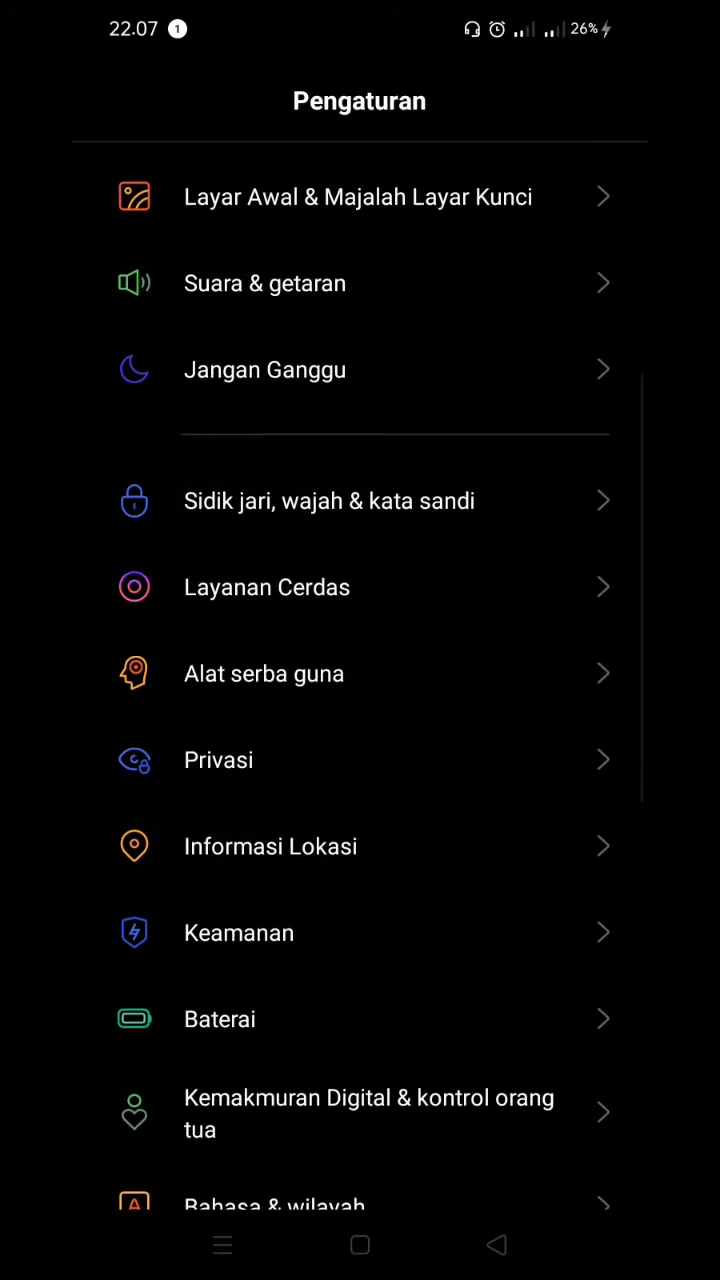 22.07
1
26%
Pengaturan
Layar Awal & Majalah Layar Kunci
Suara & getaran
Jangan Ganggu
Sidik jari, wajah & kata sandi
Layanan Cerdas
Alat serba guna
Privasi
Informasi Lokasi
Keamanan
Baterai
Kemakmuran Digital & kontrol orang
tua
A
Bahasa & wilayah